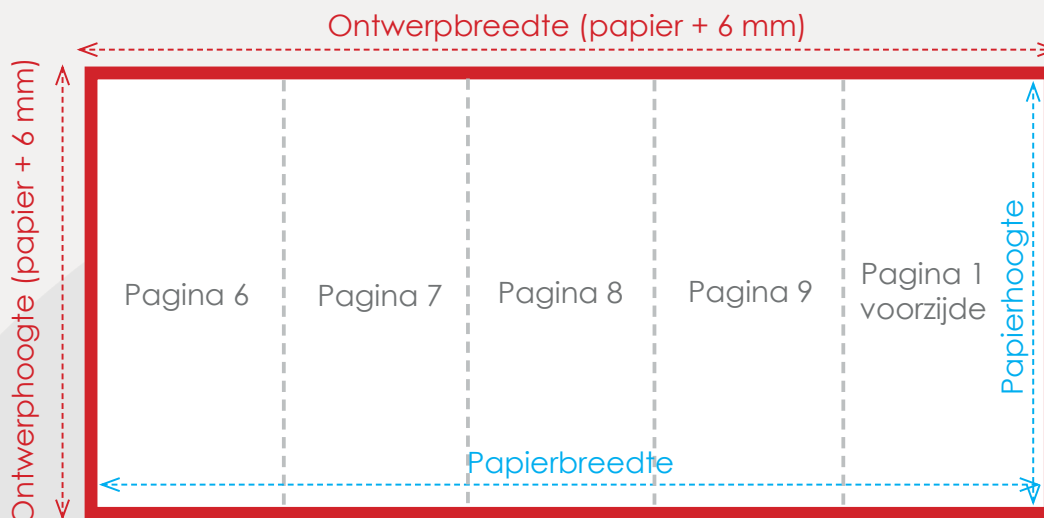 Ontwerpbreedte (papier + 6 mm)
Ontwerphoogte (papier + 6 mm)
Pagina 6
Pagina 7
Pagina 8
Pagina 9
Pagina 1
voorzijde
Papierhoogte
Papierbreedte